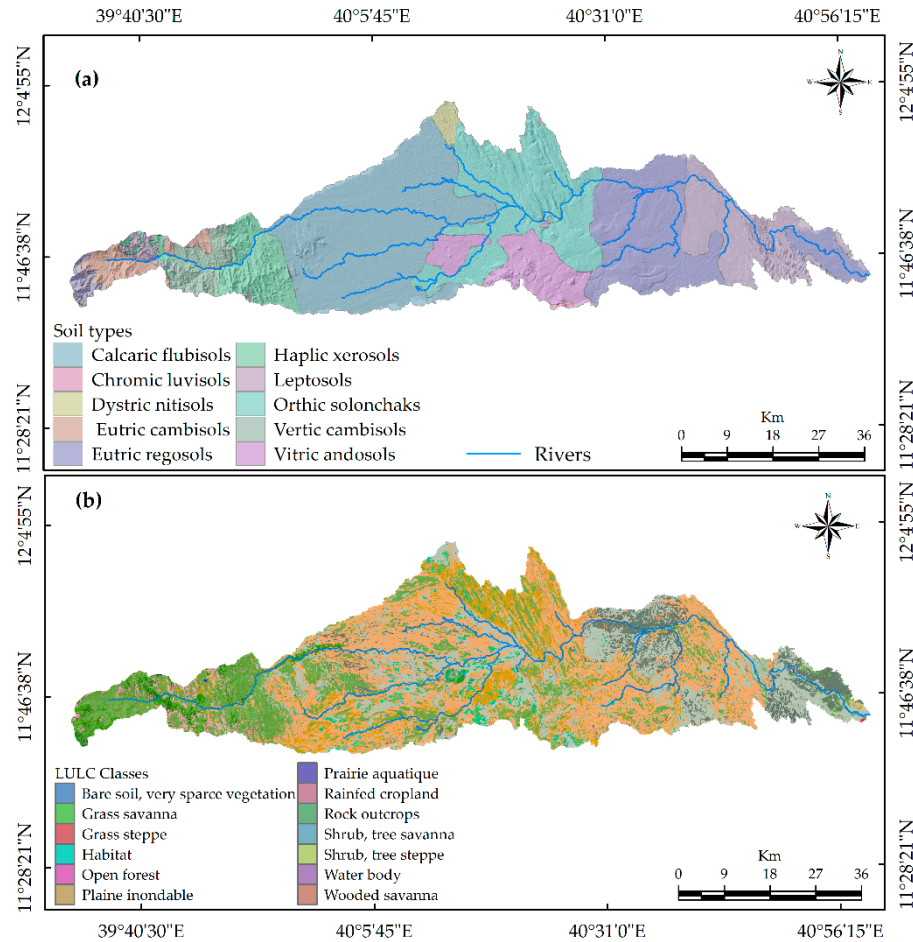 39°40'30"E 40°5'45"E 40°31'0"E 40°56'15"E
(a)
N
W E
S
12°4'55"N 12°4'55"N
11°46'38"N 11°46'38"N
11°28'21"N 11°28'21"N
Soil types
Calcaric flubisols Haplic xerosols
Chromic luvisols Leptosols
Dystric nitisols Orthic solonchaks
Eutric cambisols Vertic cambisols
Eutric regosols Vitric andosols
Rivers
Km
0 9 18 27 36
(b)
N
W E
S
12°4'55"N 12°4'55"N
11°46'38"N 11°46'38"N
11°28'21"N 11°28'21"N
LULC Classes
Bare soil, very sparce vegetation
Grass savanna
Grass steppe
Habitat
Open forest
Plaine inondable
Prairie aquatique
Rainfed cropland
Rock outcrops
Shrub, tree savanna
Shrub, tree steppe
Water body
Wooded savanna
Km
0 9 18 27 36
39°40'30"E 40°5'45"E 40°31'0"E 40°56'15"E